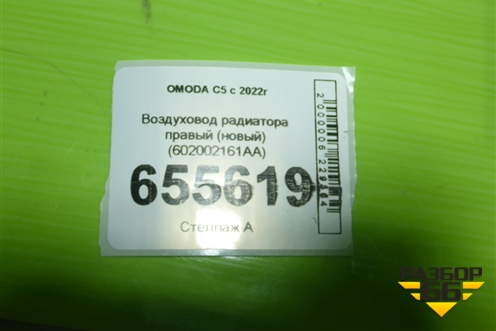 OMODA C5 с 2022г
Воздуховод радиатора
правый (новый)
(602002161AA)
655619
Стеллаж А
РАЗБОР
66